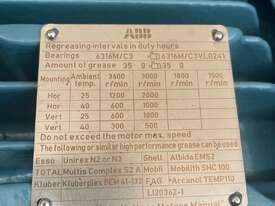 ABB
Regreasing intervals in duty hours
Bearings 6316M/C3 6316M/C3VL0241
Amount of grease 35 g 35 g
Mounting Ambient temp. 3600 r/min 3000 r/min 1800 r/min 1500 r/min
Hor 25 1200 2000
Hor 40 600 1000
Vert 25 600 1000
Vert 40 300 500
Do not exceed the motor max. speed
The following or similar high performance grease can be used
Esso Unirex N2 or N3 Shell Albida EMS2
TOTAL Multis Complex S2 A Mobil Mobilith SHC 100
Kluber Klüberplex BEM 41-132 FAG Arcanol TEMP110
Manual